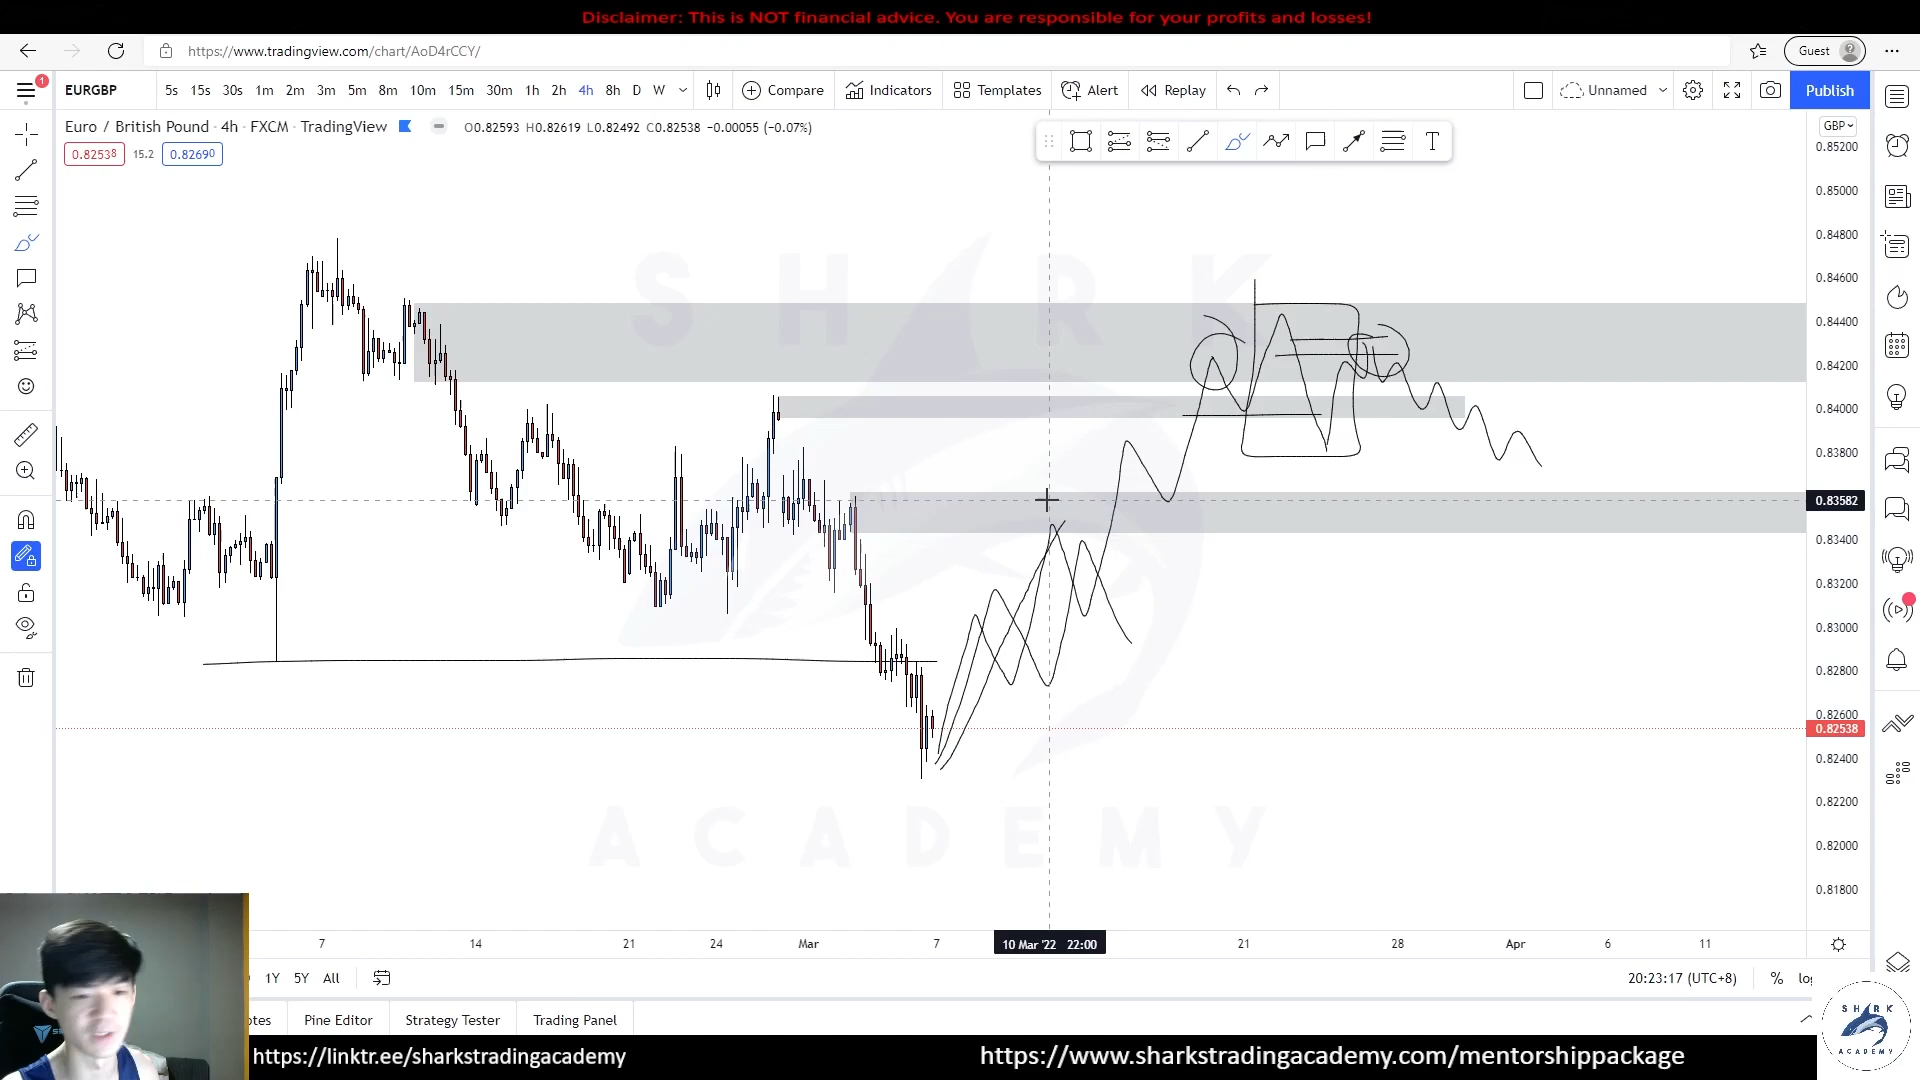 Disclaimer: This is NOT financial advice. You are responsible for your profits and losses!
https://www.tradingview.com/chart/AoD4rCCY/
Guest
1
EURGBP 5s 15s 30s 1m 2m 3m 5m 8m 10m 15m 30m 1h 2h 4h 8h D W Compare Indicators Templates Alert Replay Unnamed Publish
Euro / British Pound · 4h · FXCM · TradingView O0.82593 H0.82619 L0.82492 C0.82538 −0.00055 (−0.07%)
GBP
0.82538 15.2 0.82690
0.85200
0.85000
0.84800
0.84600
0.84400
0.84200
0.84000
0.83800
0.83582
0.83400
0.83200
0.83000
0.82800
0.82600
0.82538
0.82400
0.82200
0.82000
0.81800
SHARK
ACADEMY
7 14 21 24 Mar 7 10 Mar '22 22:00 21 28 Apr 6 11
1Y 5Y All 20:23:17 (UTC+8) %
Pine Editor Strategy Tester Trading Panel
https://linktr.ee/sharkstradingacademy https://www.sharkstradingacademy.com/mentorshippackage
SHARK
ACADEMY